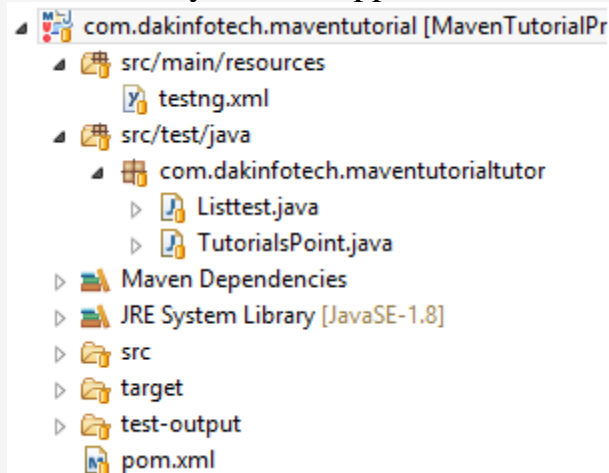 com.dakinfotech.maventutorial [MavenTutorialPr
src/main/resources
testng.xml
src/test/java
com.dakinfotech.maventutorialtutor
Listtest.java
TutorialsPoint.java
Maven Dependencies
JRE System Library [JavaSE-1.8]
src
target
test-output
pom.xml